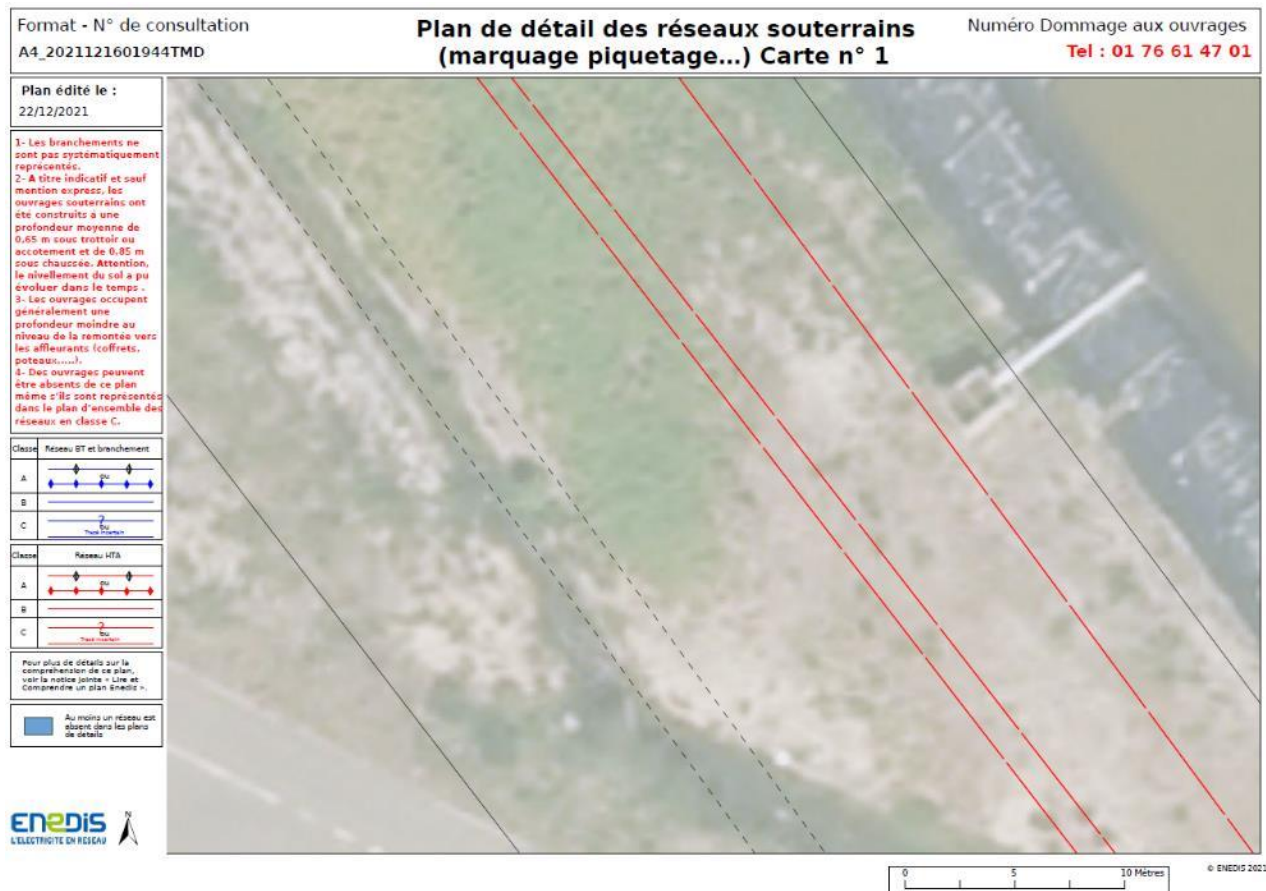 Format - N° de consultation
A4_2021121601944TMD
Plan de détail des réseaux souterrains
(marquage piquetage...) Carte n° 1
Numéro Dommage aux ouvrages
Tel : 01 76 61 47 01
Plan édité le :
22/12/2021
1- Les branchements ne
sont pas systématiquement
représentés.
2- A titre indicatif et sauf
mention express, les
ouvrages souterrains ont
été construits à une
profondeur moyenne de
0,65 m sous trottoir ou
accotement et de 0,85 m
sous chaussée. Attention,
le nivellement du sol a pu
évoluer dans le temps .
3- Les ouvrages occupent
généralement une
profondeur moindre au
niveau de la remontée vers
les affleurants (coffrets,
poteaux.....).
4- Des ouvrages peuvent
être absents de ce plan
même s'ils sont représentés
dans le plan d'ensemble des
réseaux en classe C.
Classe Réseau BT et branchement
A ou
B
C ? ou
Tracé incertain
Classe Réseau HTA
A ou
B
C ? ou
Tracé incertain
Pour plus de détails sur la
compréhension de ce plan,
voir la notice jointe « Lire et
Comprendre un plan Enedis ».
Au moins un réseau est
absent dans les plans
de détails
ENEDIS
L'ELECTRICITE EN RESEAU
N
0 5 10 Mètres
© ENEDIS 2021